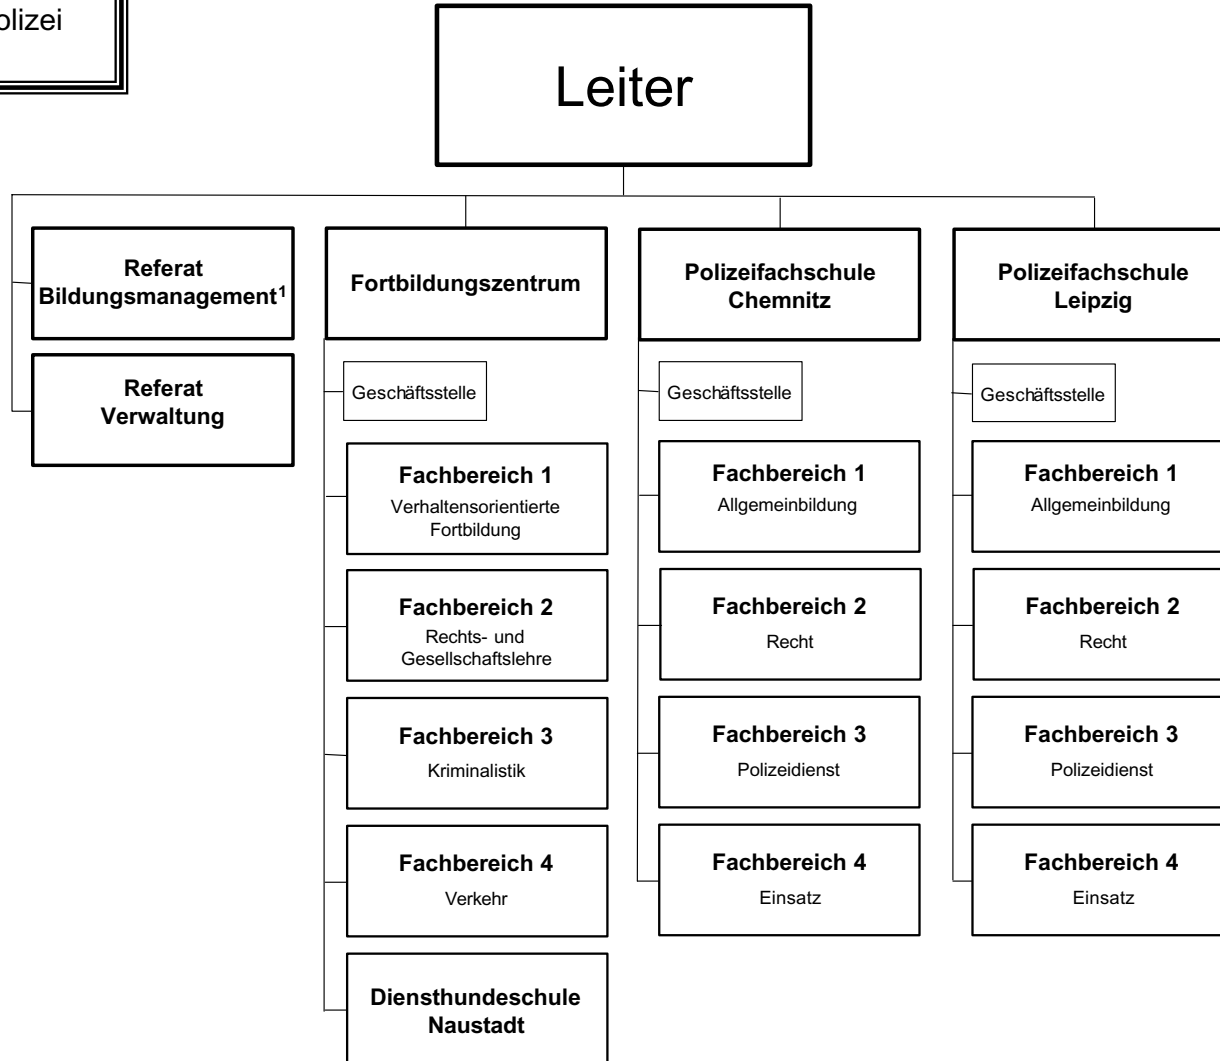 Leiter
Referat
Bildungsmanagement¹
Referat
Verwaltung
Fortbildungszentrum
Geschäftsstelle
Fachbereich 1
Verhaltensorientierte
Fortbildung
Fachbereich 2
Rechts- und
Gesellschaftslehre
Fachbereich 3
Kriminalistik
Fachbereich 4
Verkehr
Diensthundeschule
Naustadt
Polizeifachschule
Chemnitz
Geschäftsstelle
Fachbereich 1
Allgemeinbildung
Fachbereich 2
Recht
Fachbereich 3
Polizeidienst
Fachbereich 4
Einsatz
Polizeifachschule
Leipzig
Geschäftsstelle
Fachbereich 1
Allgemeinbildung
Fachbereich 2
Recht
Fachbereich 3
Polizeidienst
Fachbereich 4
Einsatz